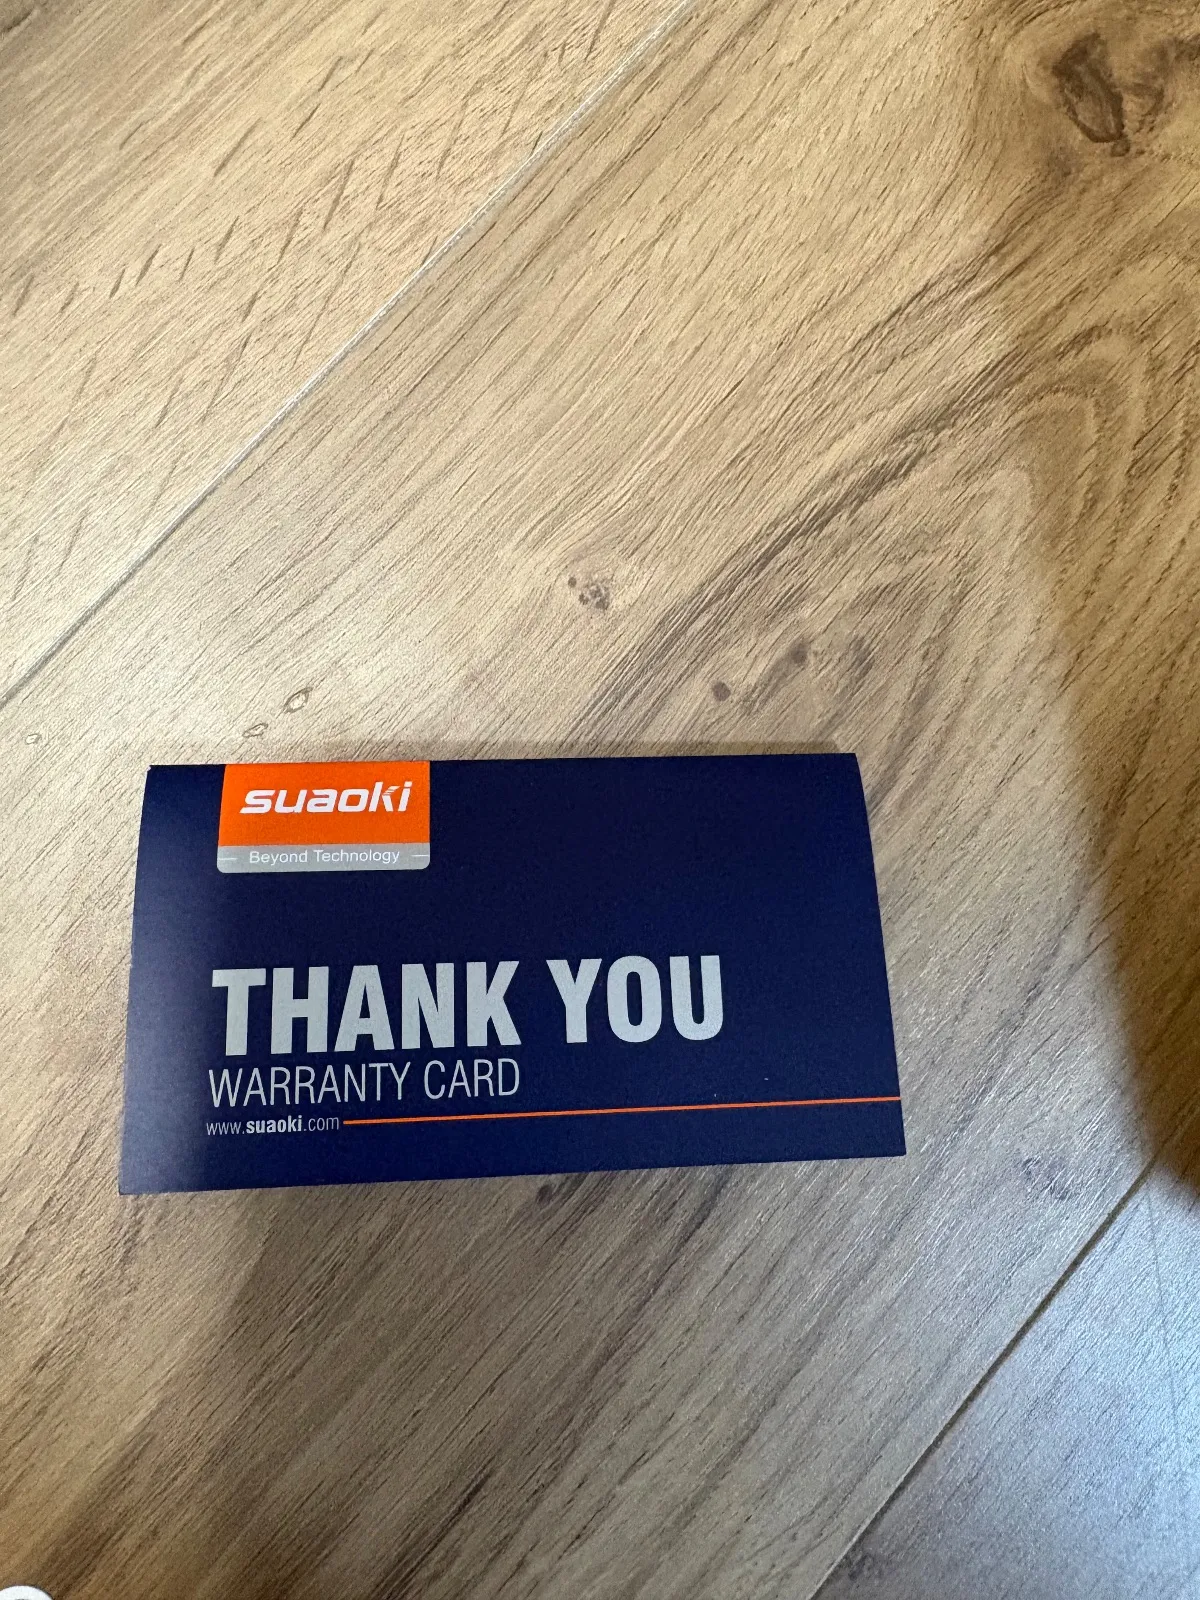 suaoki
Beyond Technology
THANK YOU
WARRANTY CARD
www.suaoki.com